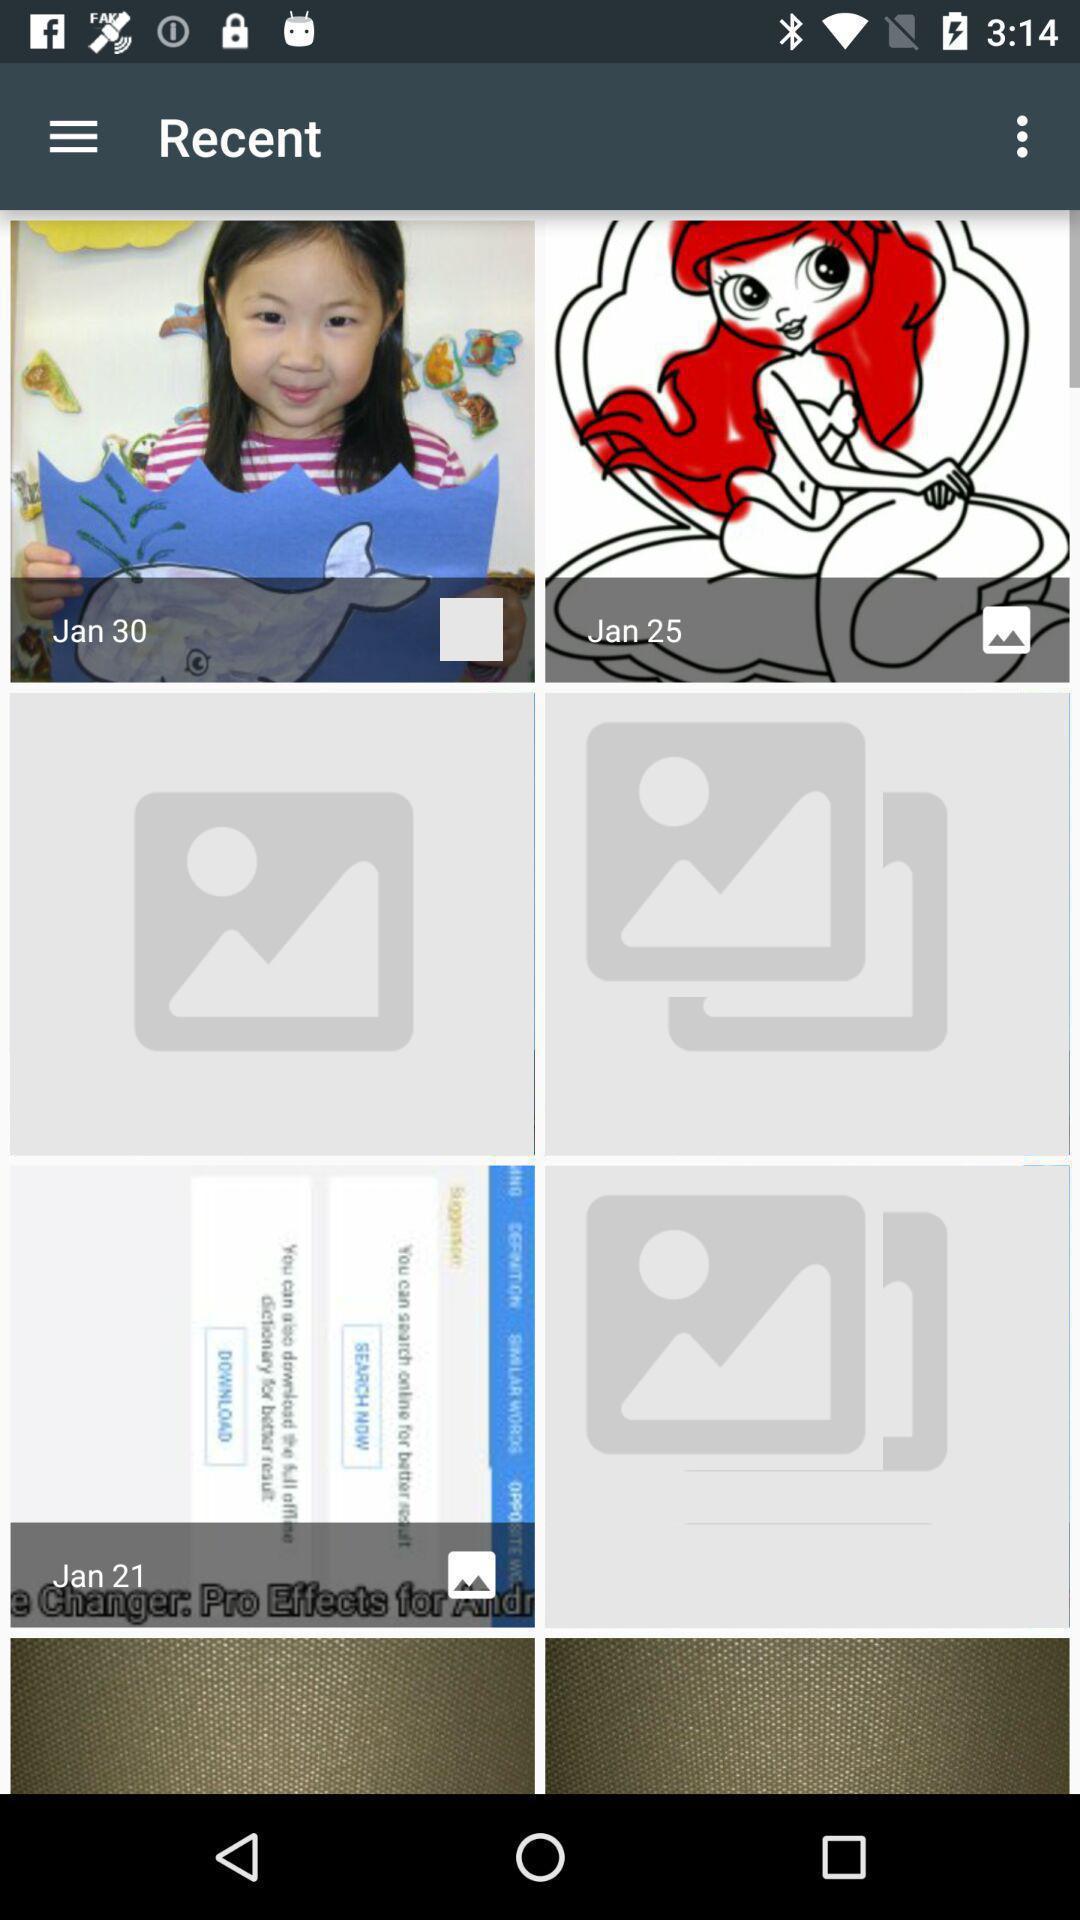 FAKE
3:14
Recent
Jan 30
Jan 25
Suggestion:
DEFINITION SIMILAR WORDS OPPOSITE
You can search online for better result
SEARCH NOW
You can also download the full offline
dictionary for better result
DOWNLOAD
Jan 21
Changer: Pro Effects for